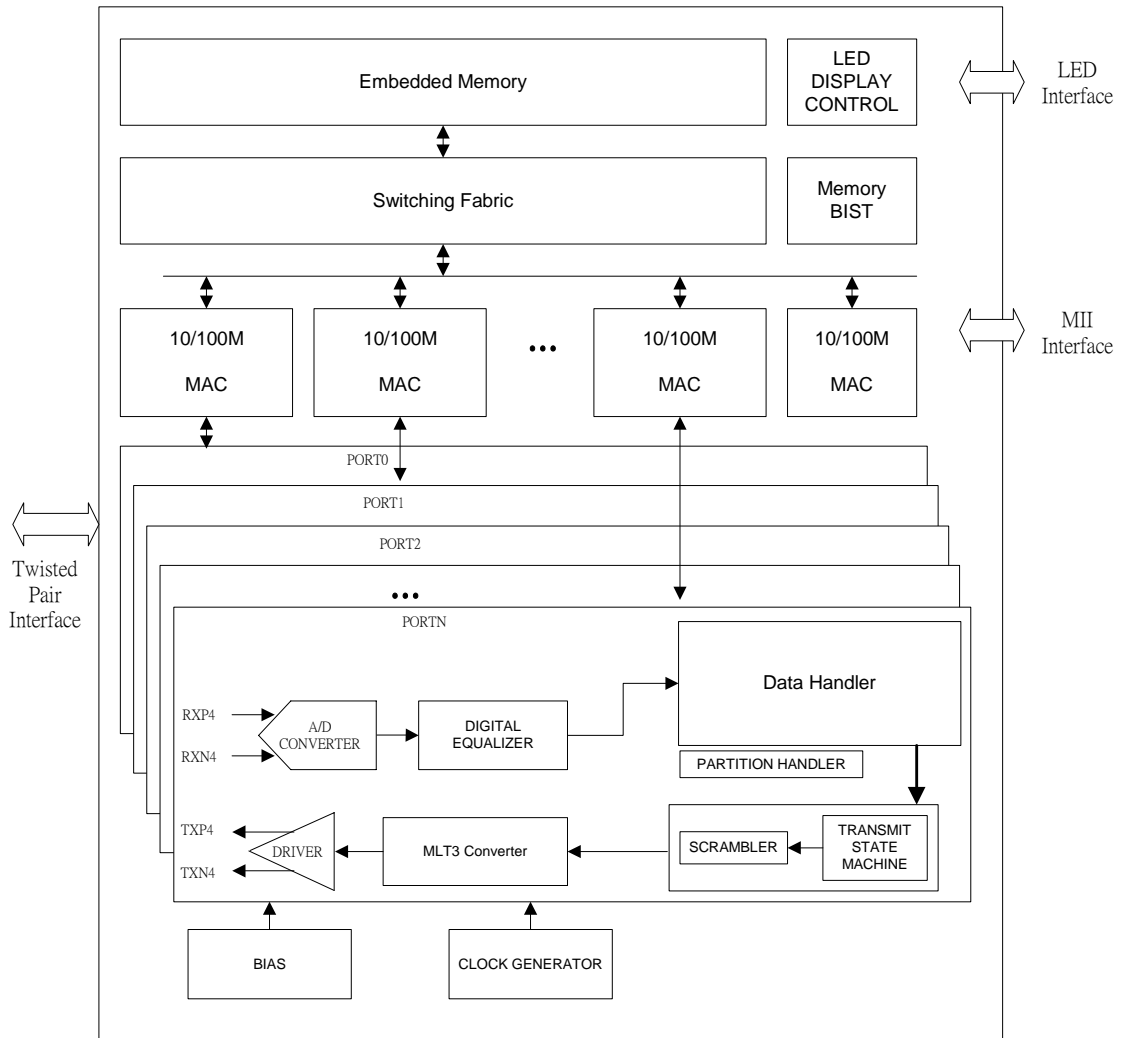 Embedded Memory
LED
DISPLAY
CONTROL
LED
Interface
Switching Fabric
Memory
BIST
10/100M
MAC
10/100M
MAC
•••
10/100M
MAC
10/100M
MAC
MII
Interface
PORT0
PORT1
PORT2
•••
PORTN
Twisted
Pair
Interface
RXP4
RXN4
A/D
CONVERTER
DIGITAL
EQUALIZER
Data Handler
PARTITION HANDLER
TXP4
TXN4
DRIVER
MLT3 Converter
SCRAMBLER
TRANSMIT
STATE
MACHINE
BIAS
CLOCK GENERATOR